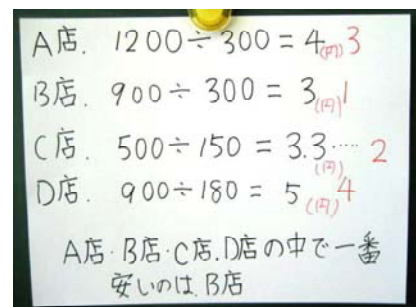 A店. 1200÷300=4(円) 3
B店. 900÷300=3(円) 1
C店. 500÷150=3.3‥‥(円) 2
D店. 900÷180=5(円) 4
A店・B店・C店.D店の中で一番
安いのは.B店